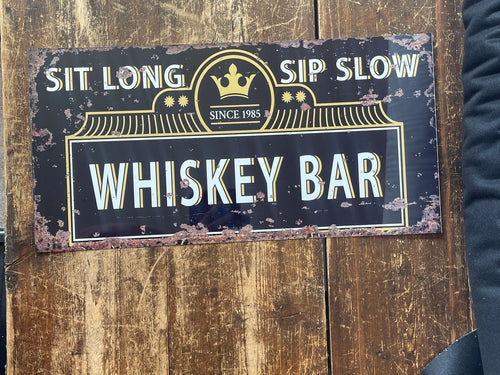 SIT LONG SIP SLOW
SINCE 1985
WHISKEY BAR